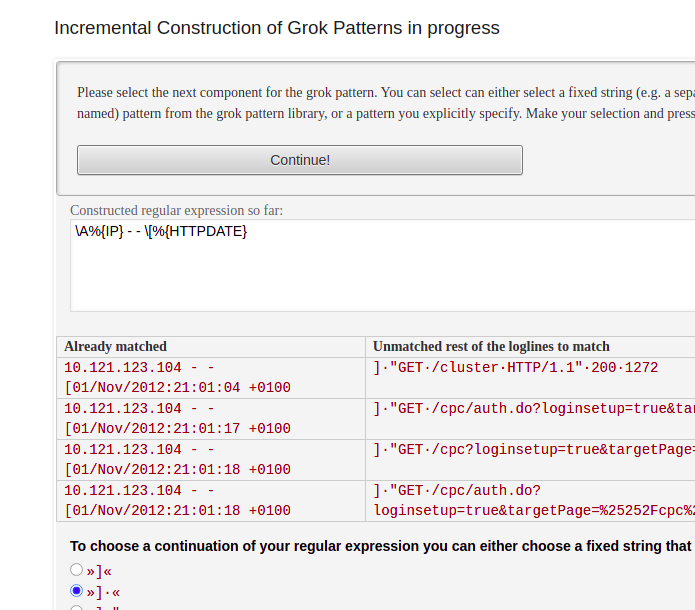 Incremental Construction of Grok Patterns in progress
Please select the next component for the grok pattern. You can select can either select a fixed string (e.g. a
named) pattern from the grok pattern library, or a pattern you explicitly specify. Make your selection and press
Continue!
Constructed regular expression so far:
\A%{IP} - - \[%{HTTPDATE}
Already matched Unmatched rest of the loglines to match
10.121.123.104 - - ]·"GET·/cluster·HTTP/1.1"·200·1272
[01/Nov/2012:21:01:04 +0100
10.121.123.104 - - ]·"GET·/cpc/auth.do?loginsetup=true&tar
[01/Nov/2012:21:01:17 +0100
10.121.123.104 - - ]·"GET·/cpc?loginsetup=true&targetPage=
[01/Nov/2012:21:01:18 +0100
10.121.123.104 - - ]·"GET·/cpc/auth.do?
[01/Nov/2012:21:01:18 +0100 loginsetup=true&targetPage=%25252Fcpc%2
To choose a continuation of your regular expression you can either choose a fixed string that
»]«
»]·«